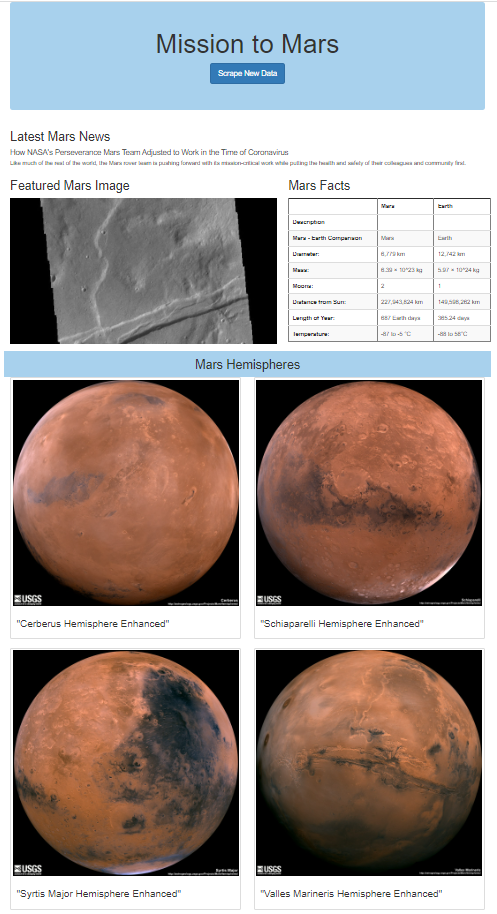 Mission to Mars
Scrape New Data
Latest Mars News
How NASA's Perseverance Mars Team Adjusted to Work in the Time of Coronavirus
Like much of the rest of the world, the Mars rover team is pushing forward with its mission-critical work while putting the health and safety of their colleagues and community first.
Featured Mars Image
Mars Facts
Mars Earth
Description
Mars - Earth Comparison Mars Earth
Diameter: 6,779 km 12,742 km
Mass: 6.39 × 10^23 kg 5.97 × 10^24 kg
Moons: 2 1
Distance from Sun: 227,943,824 km 149,598,262 km
Length of Year: 687 Earth days 365.24 days
Temperature: -87 to -5 °C -88 to 58°C
Mars Hemispheres
USGS Cerberus
"Cerberus Hemisphere Enhanced"
USGS Schiaparelli
"Schiaparelli Hemisphere Enhanced"
USGS Syrtis Major
"Syrtis Major Hemisphere Enhanced"
USGS Valles Marineris
"Valles Marineris Hemisphere Enhanced"